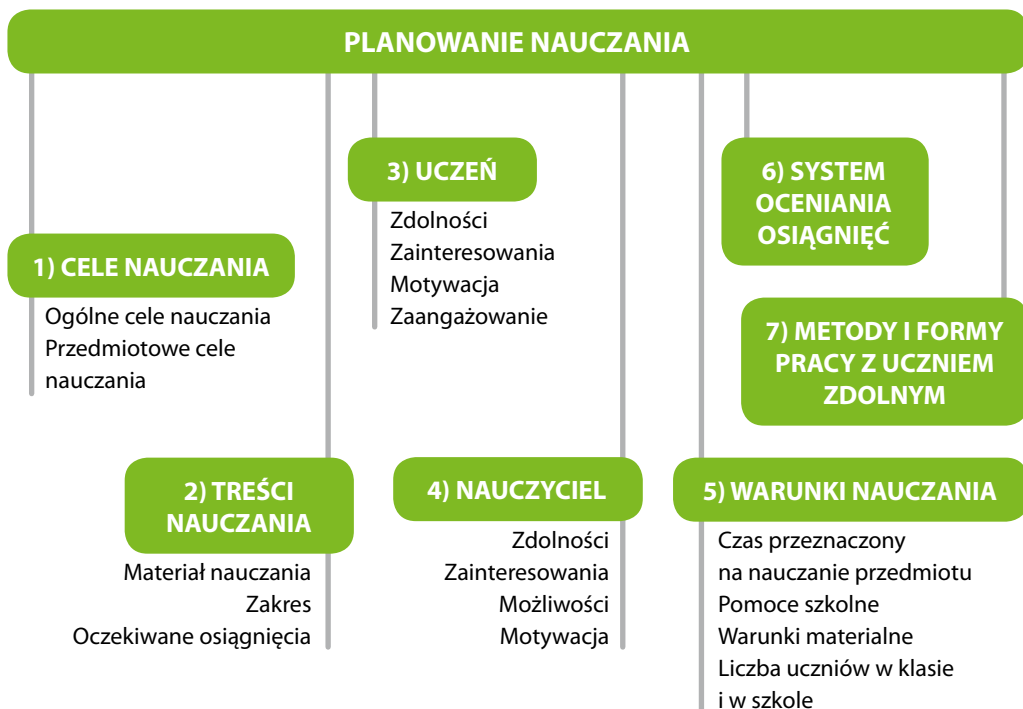 PLANOWANIE NAUCZANIA
1) CELE NAUCZANIA
Ogólne cele nauczania
Przedmiotowe cele
nauczania
2) TREŚCI
NAUCZANIA
Materiał nauczania
Zakres
Oczekiwane osiągnięcia
3) UCZEŃ
Zdolności
Zainteresowania
Motywacja
Zaangażowanie
4) NAUCZYCIEL
Zdolności
Zainteresowania
Możliwości
Motywacja
5) WARUNKI NAUCZANIA
Czas przeznaczony
na nauczanie przedmiotu
Pomoce szkolne
Warunki materialne
Liczba uczniów w klasie
i w szkole
6) SYSTEM
OCENIANIA
OSIĄGNIĘĆ
7) METODY I FORMY
PRACY Z UCZNIEM
ZDOLNYM